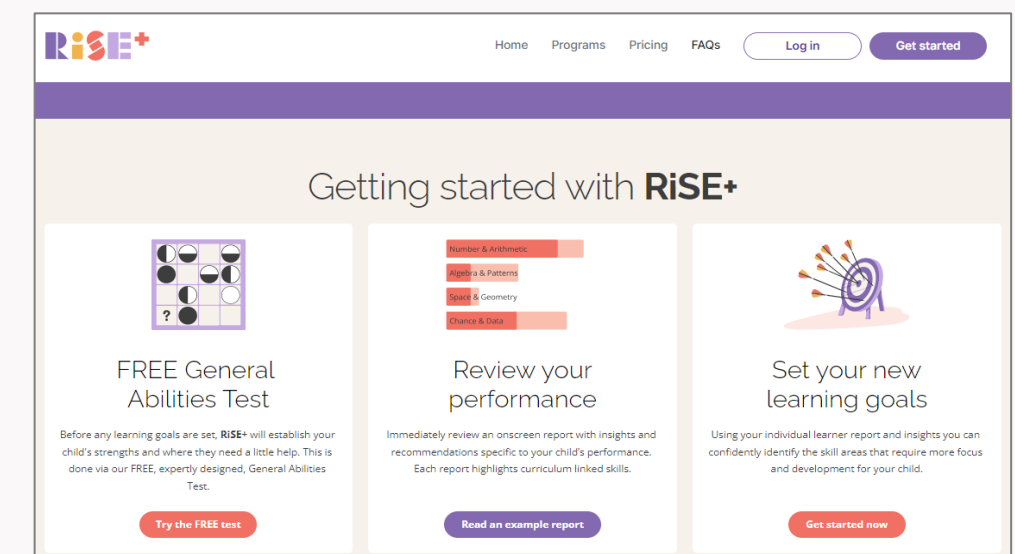 RiSE+
Home Programs Pricing FAQs Log in Get started
Getting started with RiSE+
?
FREE General
Abilities Test
Before any learning goals are set, RiSE+ will establish your
child's strengths and where they need a little help. This is
done via our FREE, expertly designed, General Abilities
Test.
Try the FREE test
Number & Arithmetic
Algebra & Patterns
Space & Geometry
Chance & Data
Review your
performance
Immediately review an onscreen report with insights and
recommendations specific to your child's performance.
Each report highlights curriculum linked skills.
Read an example report
Set your new
learning goals
Using your individual learner report and insights you can
confidently identify the skill areas that require more focus
and development for your child.
Get started now